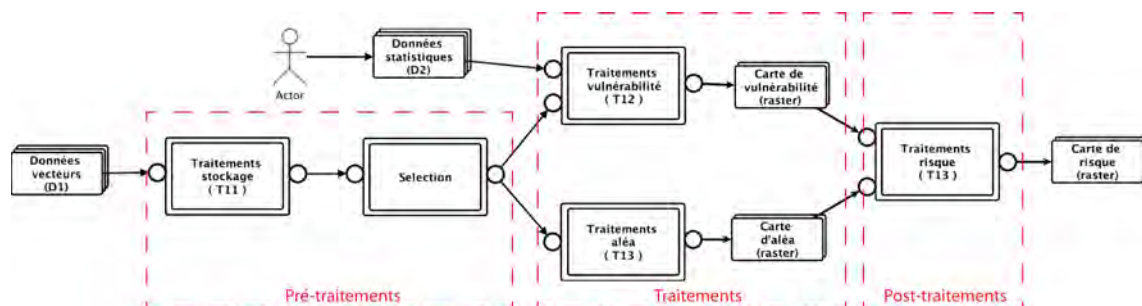 Données
statistiques
(D2)
Actor
Traitements
vulnérabilité
( T12 )
Carte de
vulnérabilité
(raster)
Données
vecteurs
(D1)
Traitements
stockage
( T11 )
Selection
Traitements
risque
( T13 )
Carte de
risque
(raster)
Traitements
aléa
( T13 )
Carte
d'aléa
(raster)
Pré-traitements
Traitements
Post-traitements